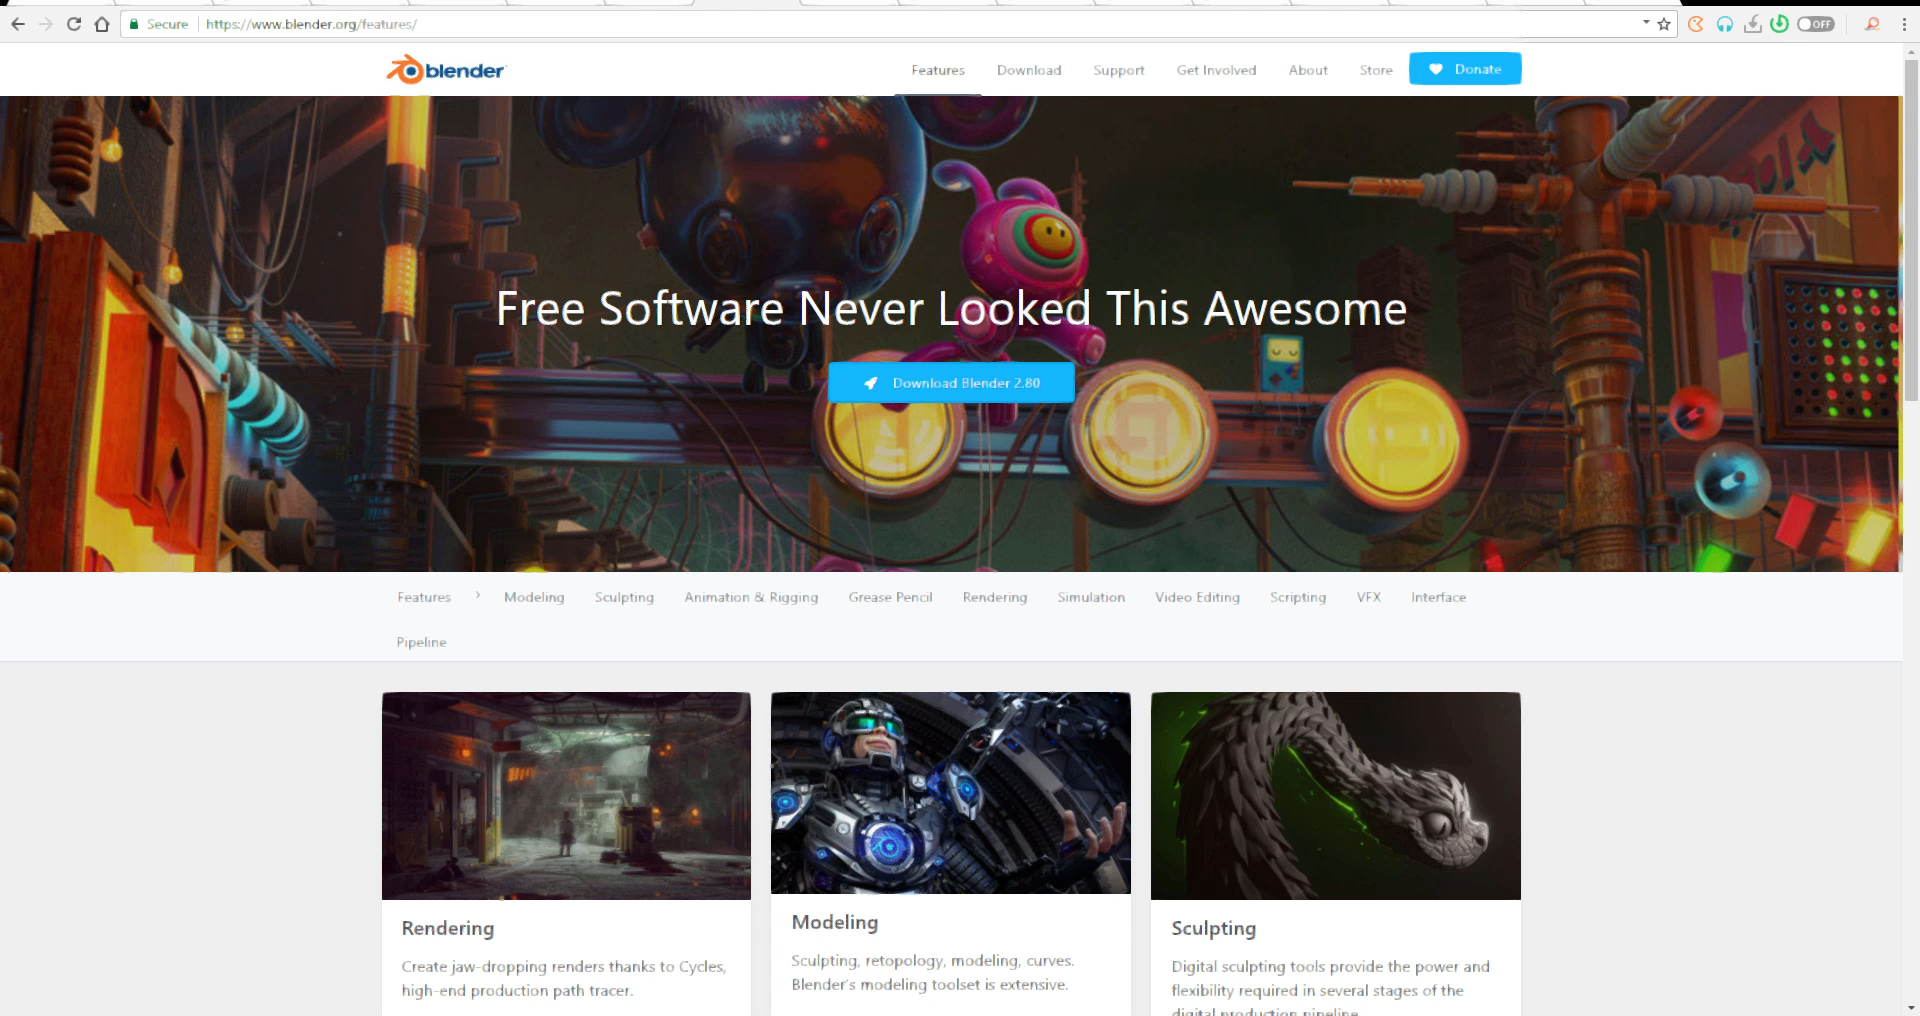 Secure https://www.blender.org/features/
OFF
blender
Features Download Support Get Involved About Store Donate
Free Software Never Looked This Awesome
Download Blender 2.80
Features › Modeling Sculpting Animation & Rigging Grease Pencil Rendering Simulation Video Editing Scripting VFX Interface
Pipeline
Rendering
Create jaw-dropping renders thanks to Cycles,
high-end production path tracer.
Modeling
Sculpting, retopology, modeling, curves.
Blender's modeling toolset is extensive.
Sculpting
Digital sculpting tools provide the power and
flexibility required in several stages of the
digital production pipeline.